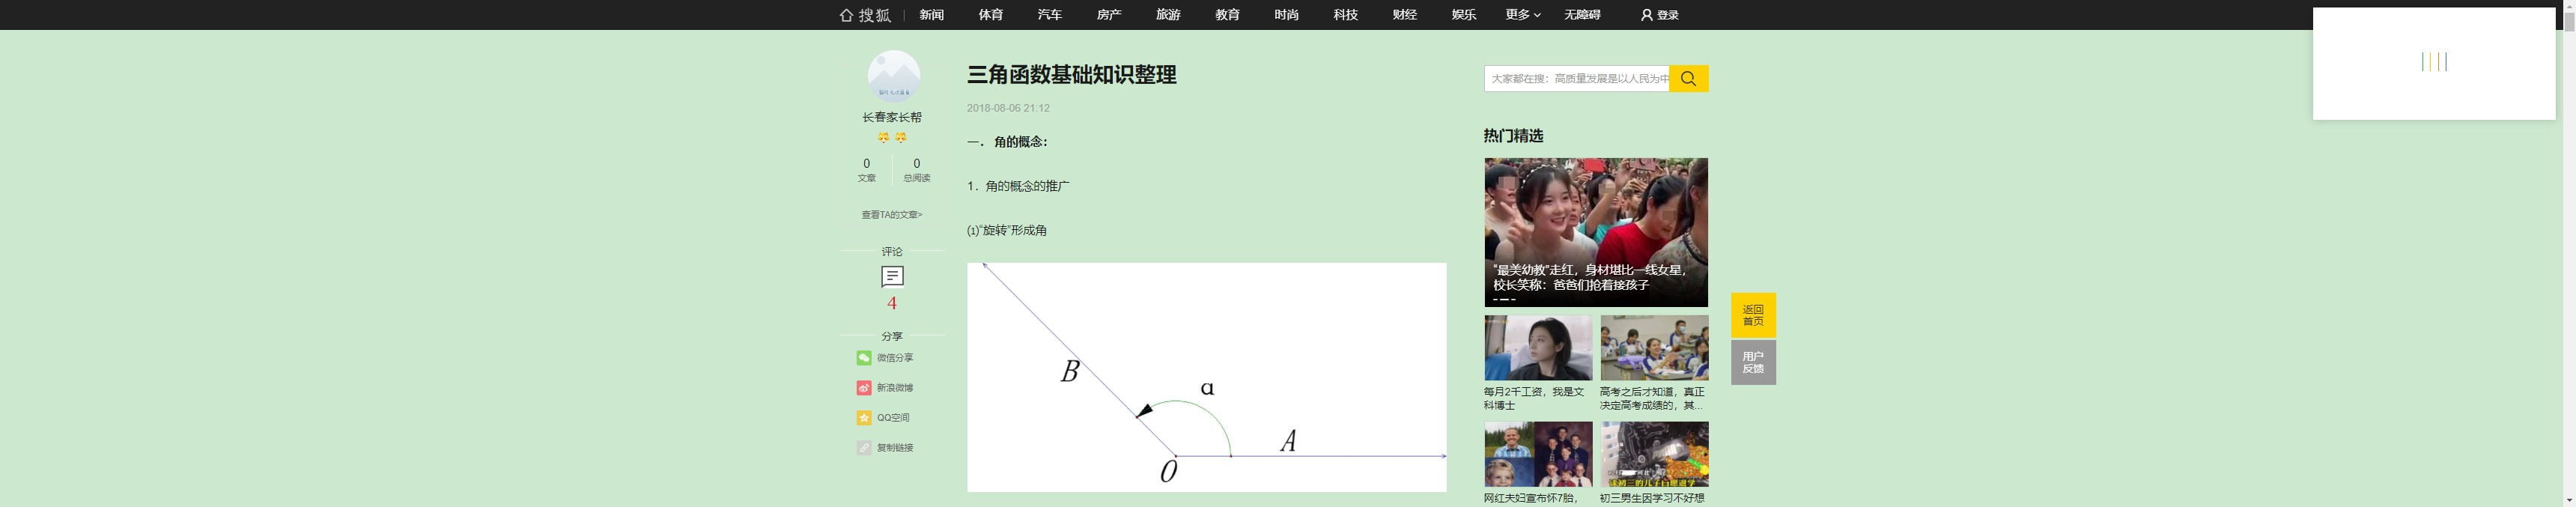 搜狐 新闻 体育 汽车 房产 旅游 教育 时尚 科技 财经 娱乐 更多 无障碍 登录
长春家长帮
0 0
文章 总阅读
查看TA的文章>
评论
4
分享
微信分享
新浪微博
QQ空间
复制链接
三角函数基础知识整理
2018-08-06 21:12
一． 角的概念：
1．角的概念的推广
⑴“旋转”形成角
B
α
A
O
大家都在搜：高质量发展是以人民为中
热门精选
“最美幼教”走红，身材堪比一线女星，
校长笑称：爸爸们抢着接孩子
每月2千工资，我是文
科博士
高考之后才知道，真正
决定高考成绩的，其...
网红夫妇宣布怀7胎，
初三男生因学习不好想
返回
首页
用户
反馈